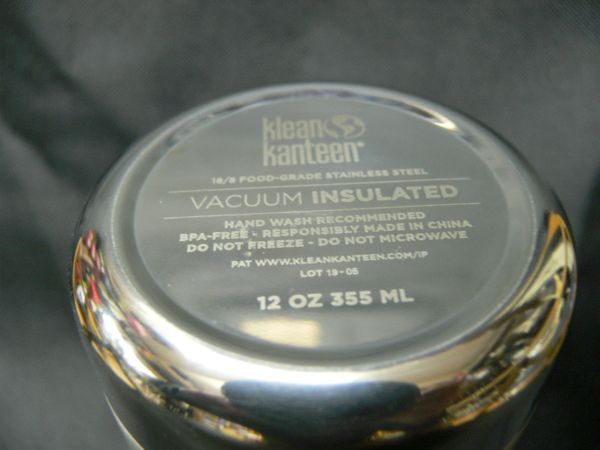 klean
kanteen®
18/8 FOOD-GRADE STAINLESS STEEL
VACUUM INSULATED
HAND WASH RECOMMENDED
BPA-FREE - RESPONSIBLY MADE IN CHINA
DO NOT FREEZE - DO NOT MICROWAVE
PAT WWW.KLEANKANTEEN.COM/IP
LOT 19-05
12 OZ 355 ML